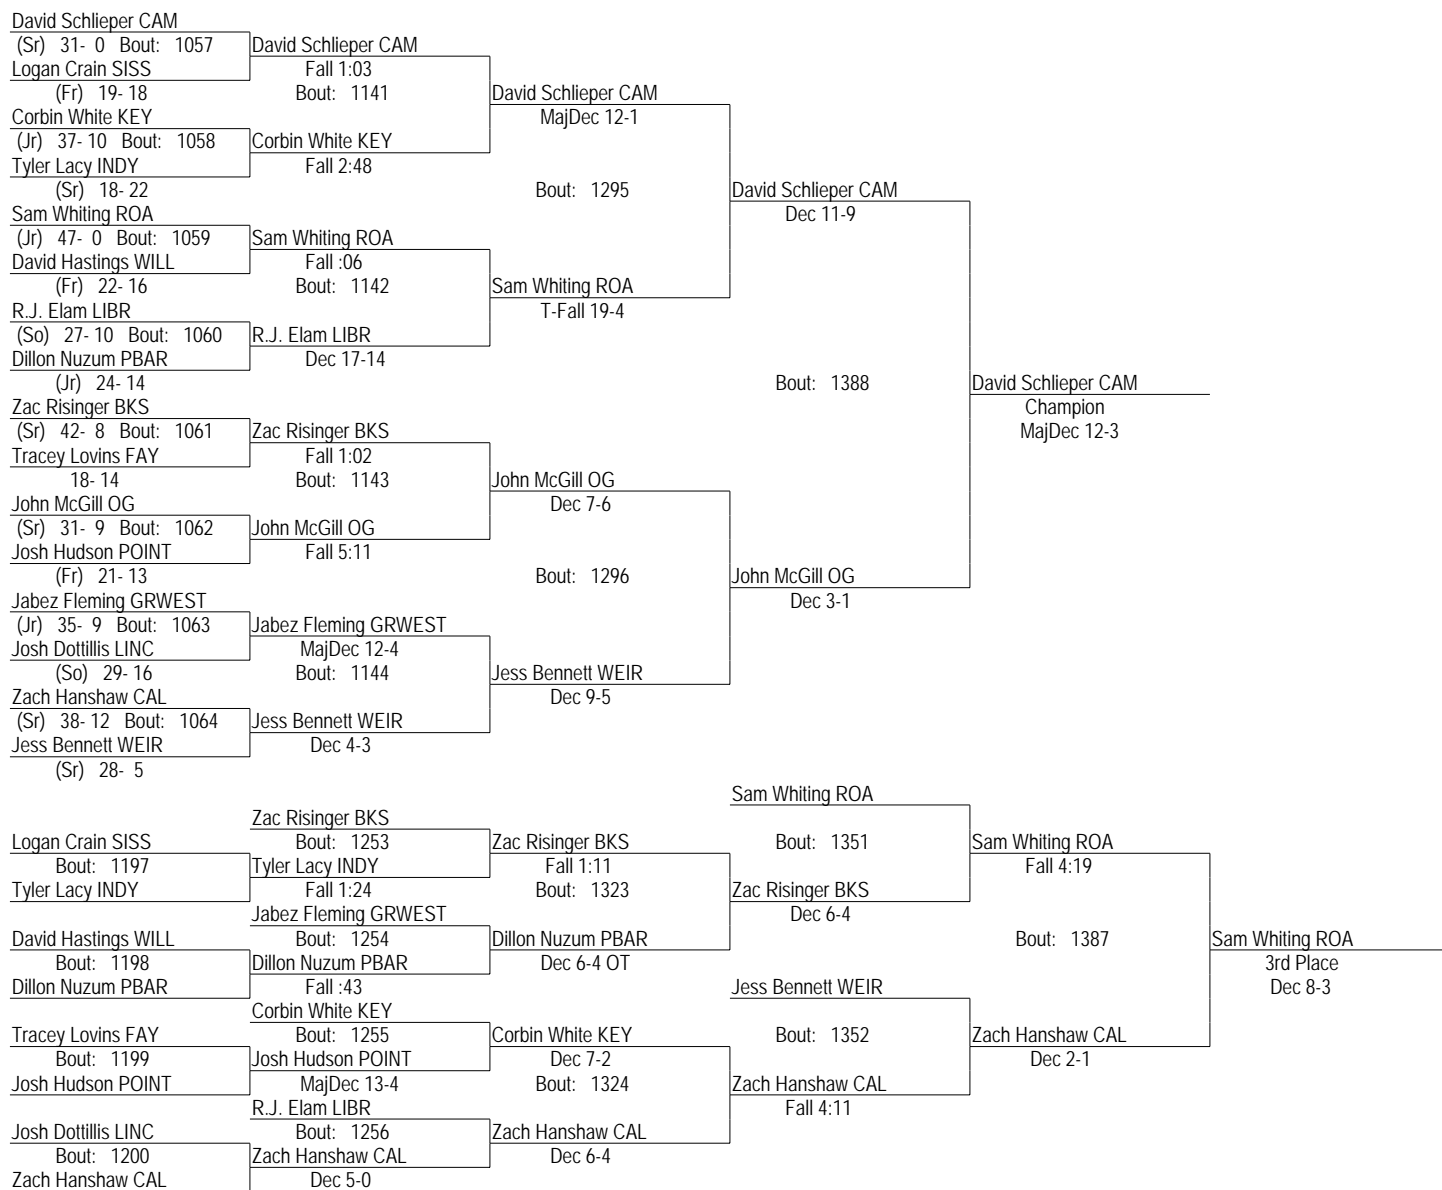 David Schlieper CAM
(Sr) 31- 0 Bout: 1057 David Schlieper CAM
Logan Crain SISS Fall 1:03
(Fr) 19- 18 Bout: 1141 David Schlieper CAM
Corbin White KEY MajDec 12-1
(Jr) 37- 10 Bout: 1058 Corbin White KEY
Tyler Lacy INDY Fall 2:48
(Sr) 18- 22 Bout: 1295 David Schlieper CAM
Sam Whiting ROA Dec 11-9
(Jr) 47- 0 Bout: 1059 Sam Whiting ROA
David Hastings WILL Fall :06
(Fr) 22- 16 Bout: 1142 Sam Whiting ROA
R.J. Elam LIBR T-Fall 19-4
(So) 27- 10 Bout: 1060 R.J. Elam LIBR
Dillon Nuzum PBAR Dec 17-14
(Jr) 24- 14 Bout: 1388 David Schlieper CAM
Zac Risinger BKS Champion
(Sr) 42- 8 Bout: 1061 Zac Risinger BKS MajDec 12-3
Tracey Lovins FAY Fall 1:02
18- 14 Bout: 1143 John McGill OG
John McGill OG Dec 7-6
(Sr) 31- 9 Bout: 1062 John McGill OG
Josh Hudson POINT Fall 5:11
(Fr) 21- 13 Bout: 1296 John McGill OG
Jabez Fleming GRWEST Dec 3-1
(Jr) 35- 9 Bout: 1063 Jabez Fleming GRWEST
Josh Dottillis LINC MajDec 12-4
(So) 29- 16 Bout: 1144 Jess Bennett WEIR
Zach Hanshaw CAL Dec 9-5
(Sr) 38- 12 Bout: 1064 Jess Bennett WEIR
Jess Bennett WEIR Dec 4-3
(Sr) 28- 5
Sam Whiting ROA
Zac Risinger BKS
Logan Crain SISS Bout: 1253 Zac Risinger BKS Bout: 1351 Sam Whiting ROA
Bout: 1197 Tyler Lacy INDY Fall 1:11 Fall 4:19
Tyler Lacy INDY Fall 1:24 Bout: 1323 Zac Risinger BKS
Jabez Fleming GRWEST Dec 6-4
David Hastings WILL Bout: 1254 Dillon Nuzum PBAR Bout: 1387 Sam Whiting ROA
Bout: 1198 Dillon Nuzum PBAR Dec 6-4 OT 3rd Place
Dillon Nuzum PBAR Fall :43 Jess Bennett WEIR Dec 8-3
Corbin White KEY
Tracey Lovins FAY Bout: 1255 Corbin White KEY Bout: 1352 Zach Hanshaw CAL
Bout: 1199 Josh Hudson POINT Dec 7-2 Dec 2-1
Josh Hudson POINT MajDec 13-4 Bout: 1324 Zach Hanshaw CAL
R.J. Elam LIBR Fall 4:11
Josh Dottillis LINC Bout: 1256 Zach Hanshaw CAL
Bout: 1200 Zach Hanshaw CAL Dec 6-4
Zach Hanshaw CAL Dec 5-0